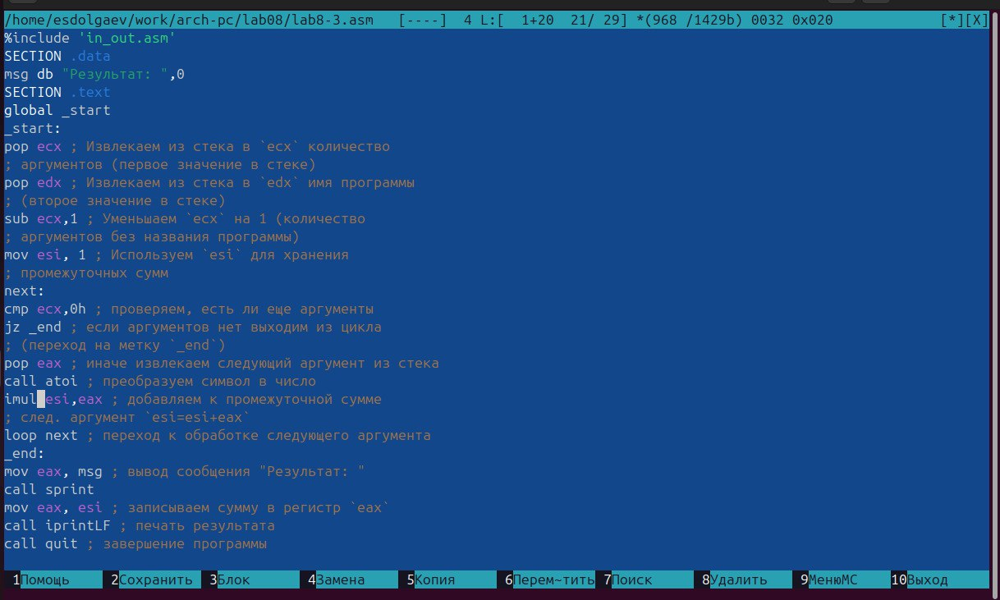 /home/esdolgaev/work/arch-pc/lab08/lab8-3.asm   [----]  4 L:[  1+20  21/ 29] *(968 /1429b) 0032 0x020             [*][X]
%include 'in_out.asm'
SECTION .data
msg db "Результат: ",0
SECTION .text
global _start
_start:
pop ecx ; Извлекаем из стека в `ecx` количество
; аргументов (первое значение в стеке)
pop edx ; Извлекаем из стека в `edx` имя программы
; (второе значение в стеке)
sub ecx,1 ; Уменьшаем `ecx` на 1 (количество
; аргументов без названия программы)
mov esi, 1 ; Используем `esi` для хранения
; промежуточных сумм
next:
cmp ecx,0h ; проверяем, есть ли еще аргументы
jz _end ; если аргументов нет выходим из цикла
; (переход на метку `_end`)
pop eax ; иначе извлекаем следующий аргумент из стека
call atoi ; преобразуем символ в число
imul esi,eax ; добавляем к промежуточной сумме
; след. аргумент `esi=esi+eax`
loop next ; переход к обработке следующего аргумента
_end:
mov eax, msg ; вывод сообщения "Результат: "
call sprint
mov eax, esi ; записываем сумму в регистр `eax`
call iprintLF ; печать результата
call quit ; завершение программы
1Помощь 2Сохранить 3Блок 4Замена 5Копия 6Перем~тить 7Поиск 8Удалить 9МенюMC 10Выход